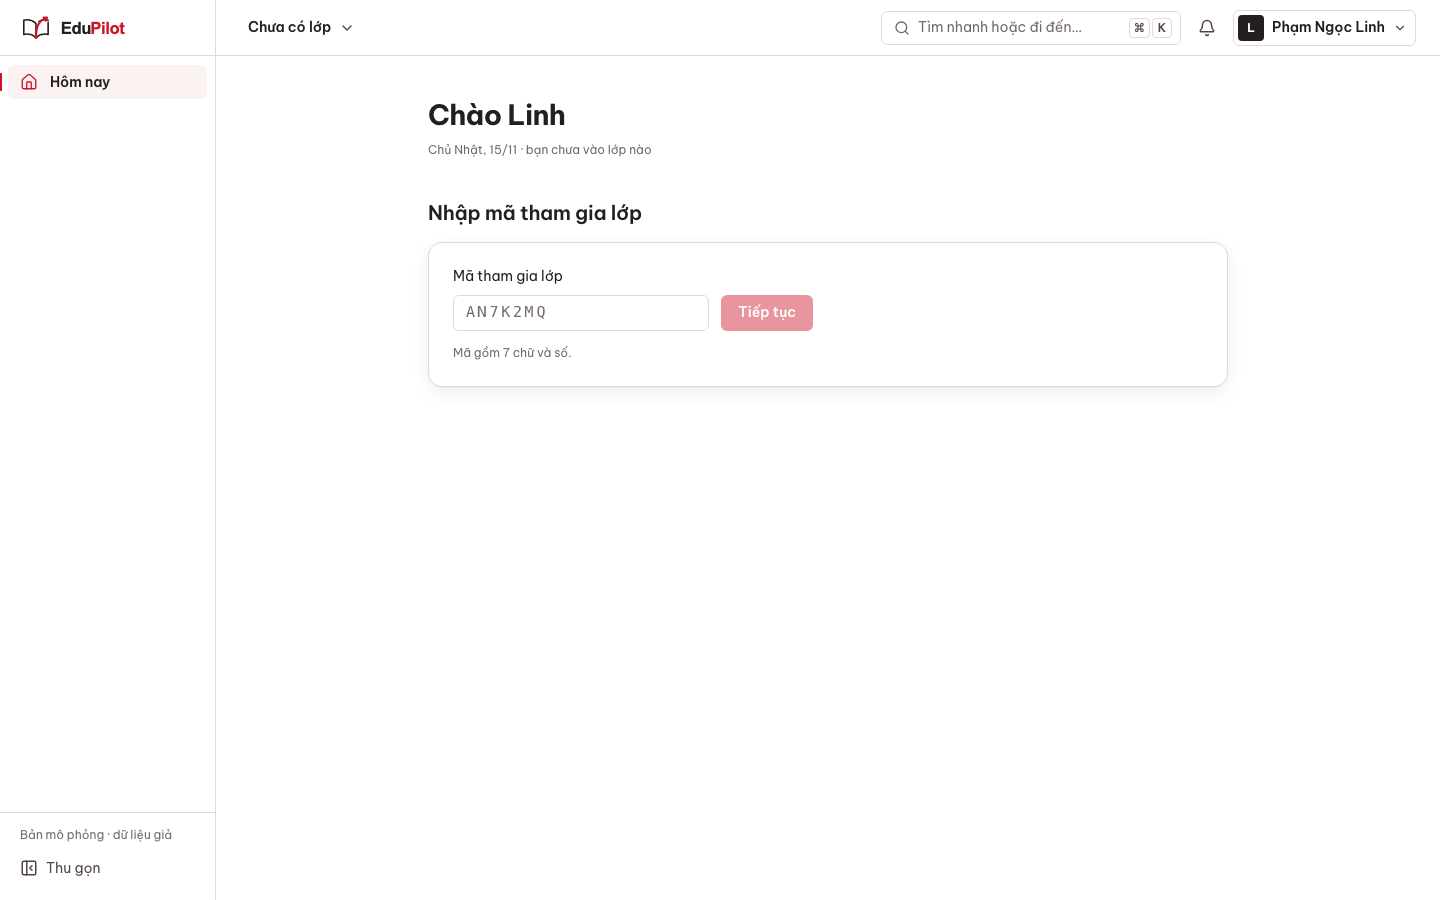 EduPilot
Chưa có lớp
Tìm nhanh hoặc đi đến...
⌘ K
L
Phạm Ngọc Linh
Hôm nay
Chào Linh
Chủ Nhật, 15/11 · bạn chưa vào lớp nào
Nhập mã tham gia lớp
Mã tham gia lớp
AN7K2MQ
Tiếp tục
Mã gồm 7 chữ và số.
Bản mô phỏng · dữ liệu giả
Thu gọn